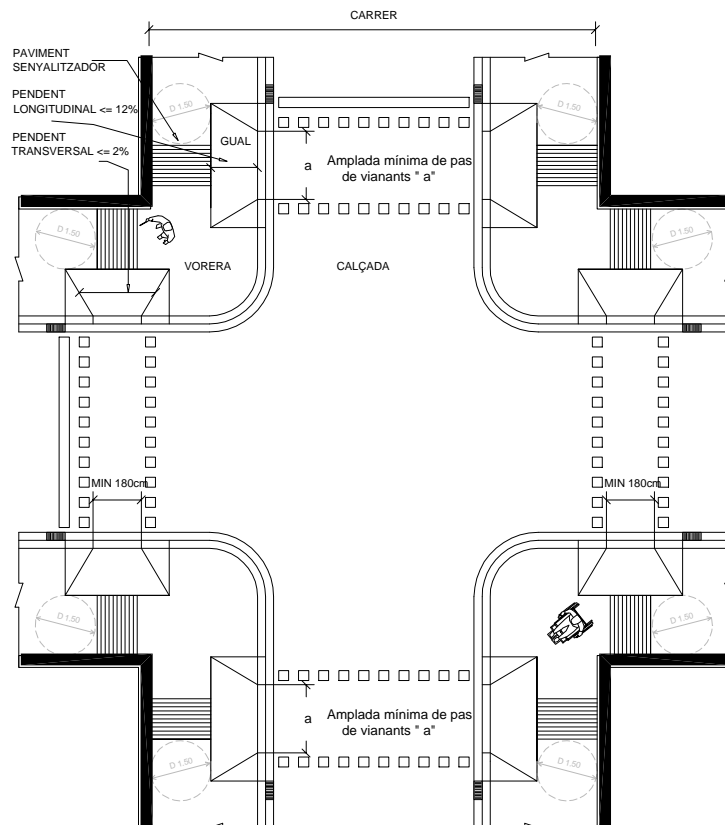 CARRER
PAVIMENT
SENYALITZADOR
PENDENT
LONGITUDINAL <= 12%
PENDENT
TRANSVERSAL <= 2%
D 1.50
D 1.50
GUAL
a
Amplada mínima de pas
de vianants " a"
D 1.50
D 1.50
VORERA
CALÇADA
MIN 180cm
MIN 180cm
D 1.50
D 1.50
a
Amplada mínima de pas
de vianants " a"
D 1.50
D 1.50